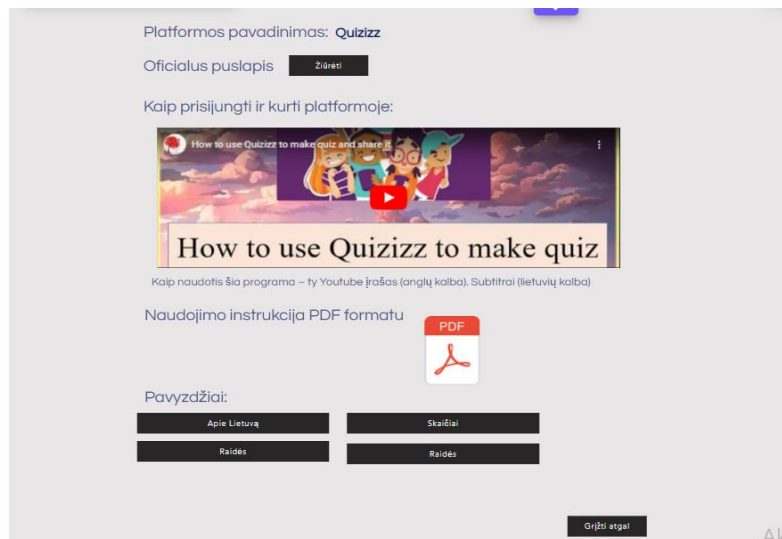 Platformos pavadinimas: Quizizz
Oficialus puslapis Žiūrėti
Kaip prisijungti ir kurti platformoje:
How to use Quizizz to make quiz and share it.
How to use Quizizz to make quiz
Kaip naudotis šia programa – ty Youtube įrašas (anglų kalba). Subtitrai (lietuvių kalba)
Naudojimo instrukcija PDF formatu
PDF
Pavyzdžiai:
Apie Lietuvą Skaičiai
Raidės Raidės
Grįžti atgal